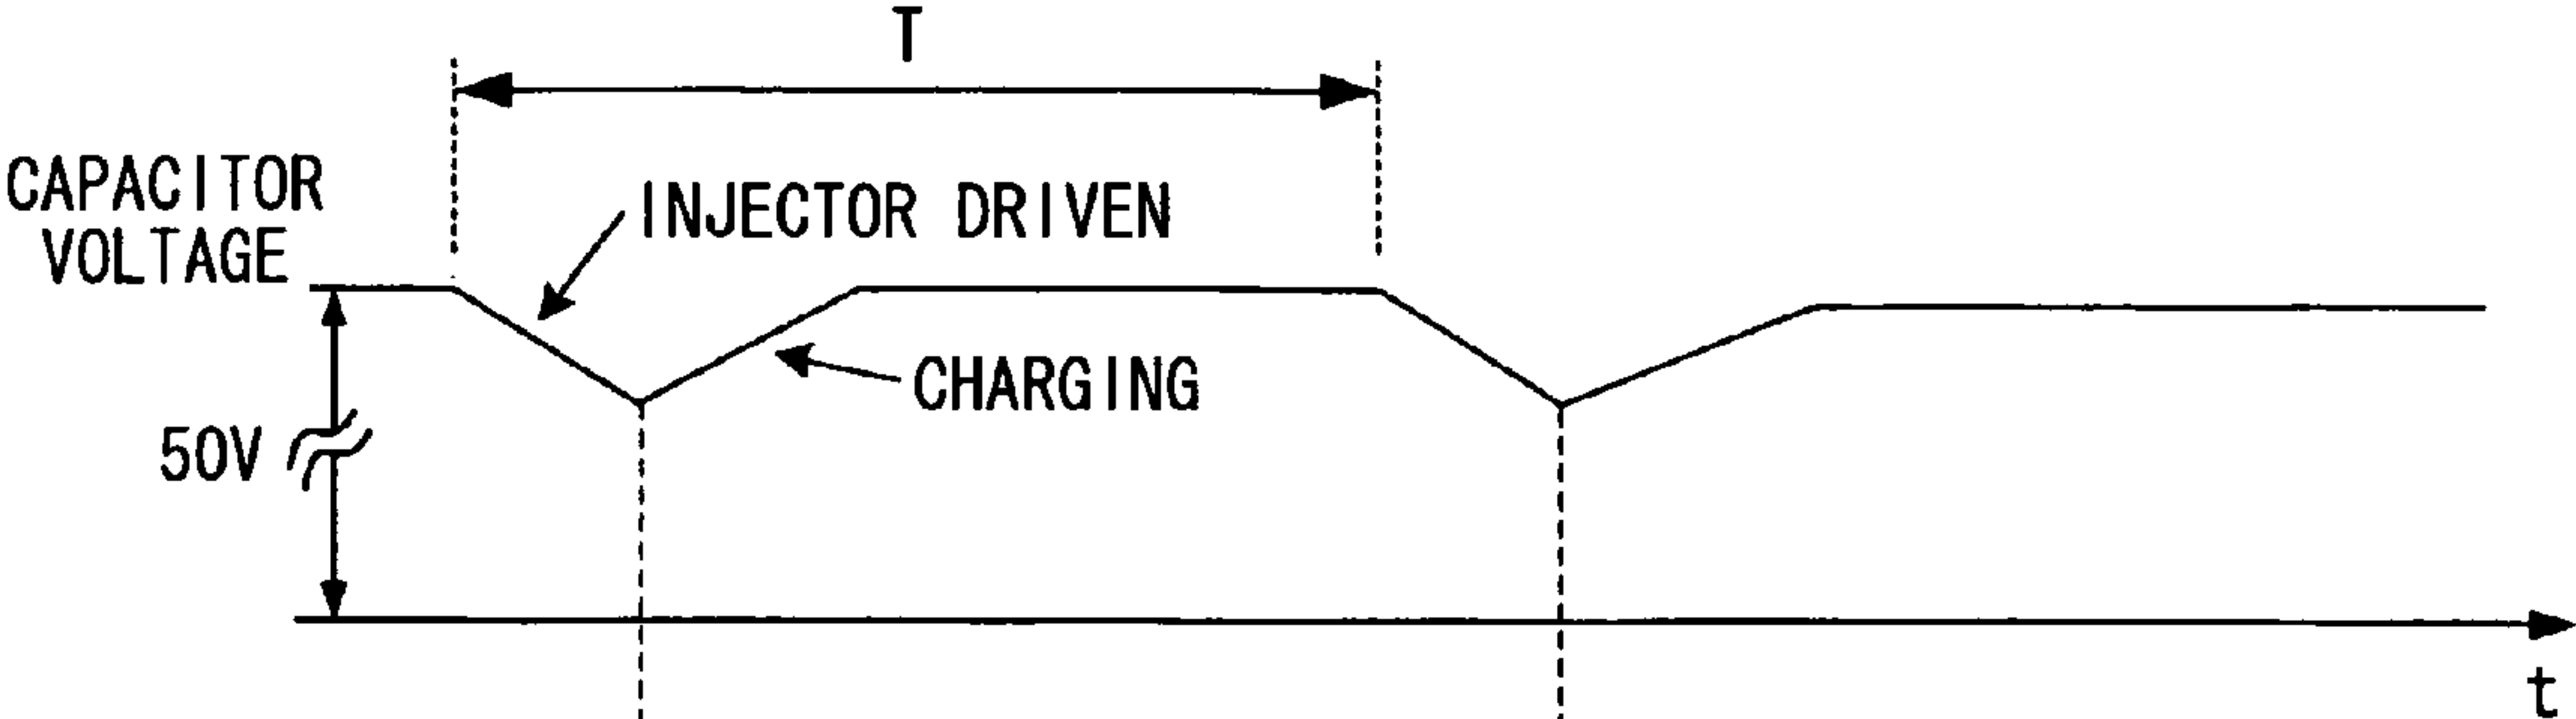 T
CAPACITOR
VOLTAGE
INJECTOR DRIVEN
CHARGING
50V
t